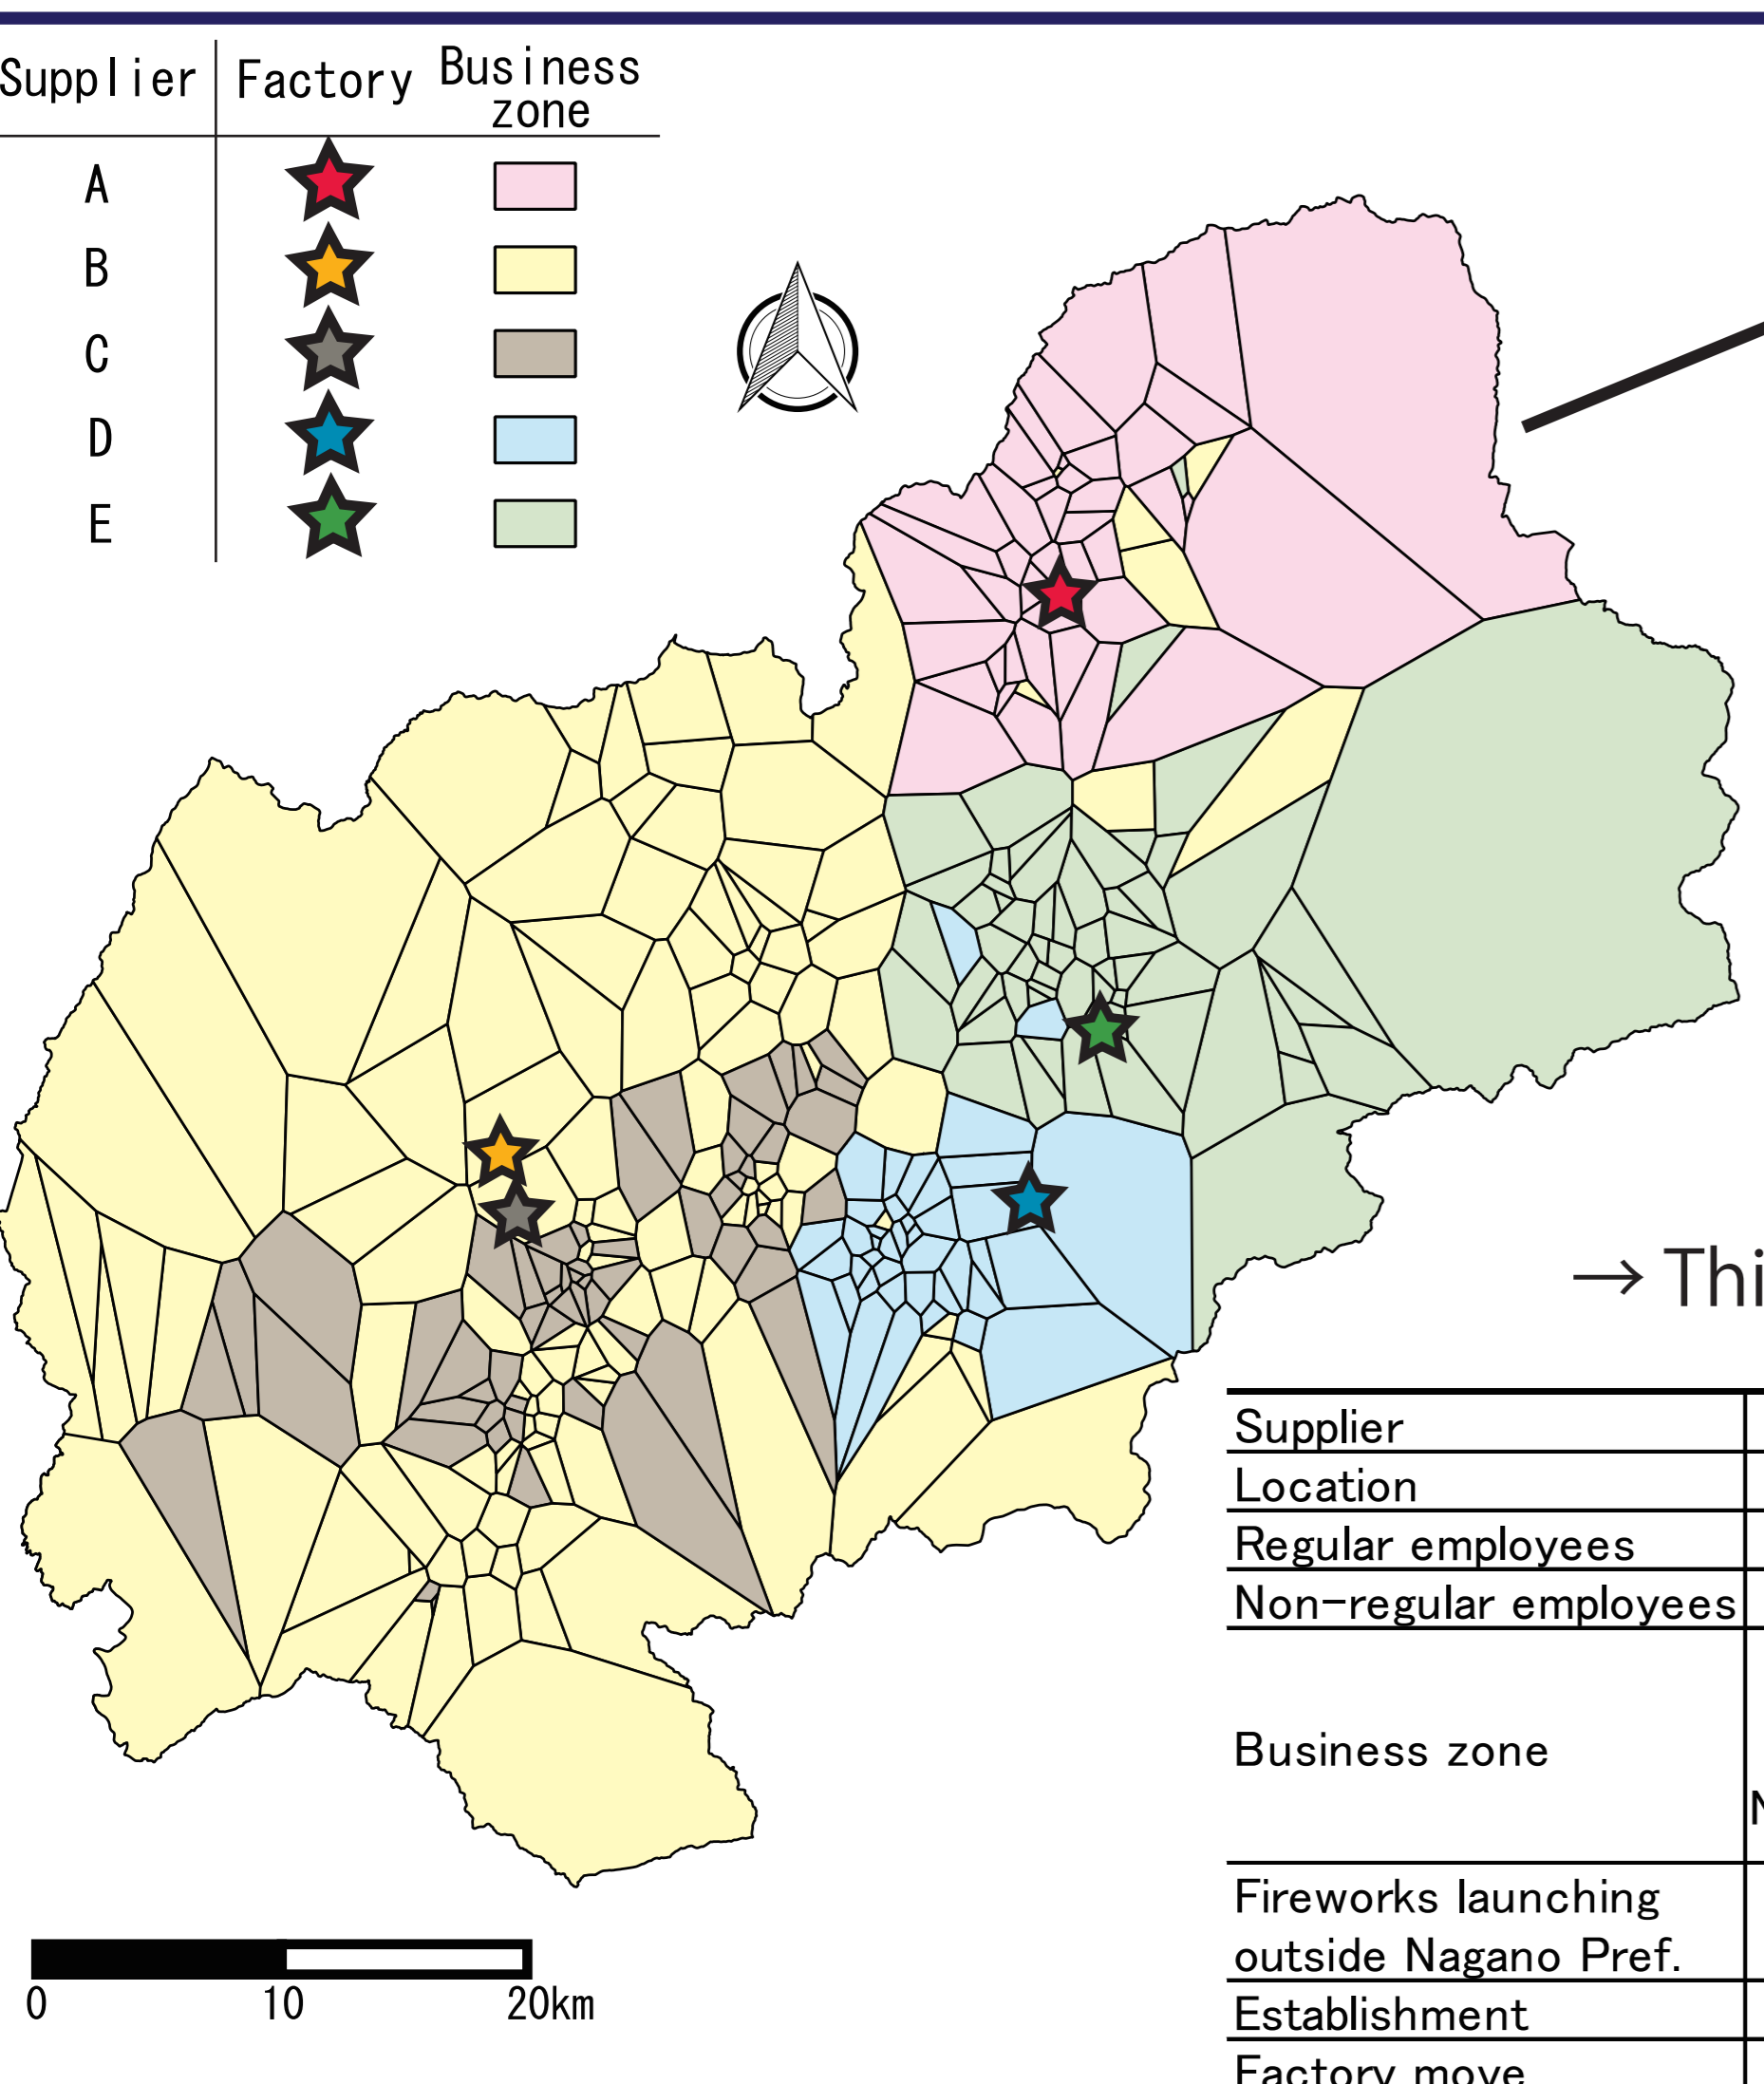 Supplier Factory Business zone
A
B
C
D
E
→ Thi
Supplier
Location
Regular employees
Non-regular employees
Business zone
N
Fireworks launching
outside Nagano Pref.
Establishment
Factory move
0 10 20km